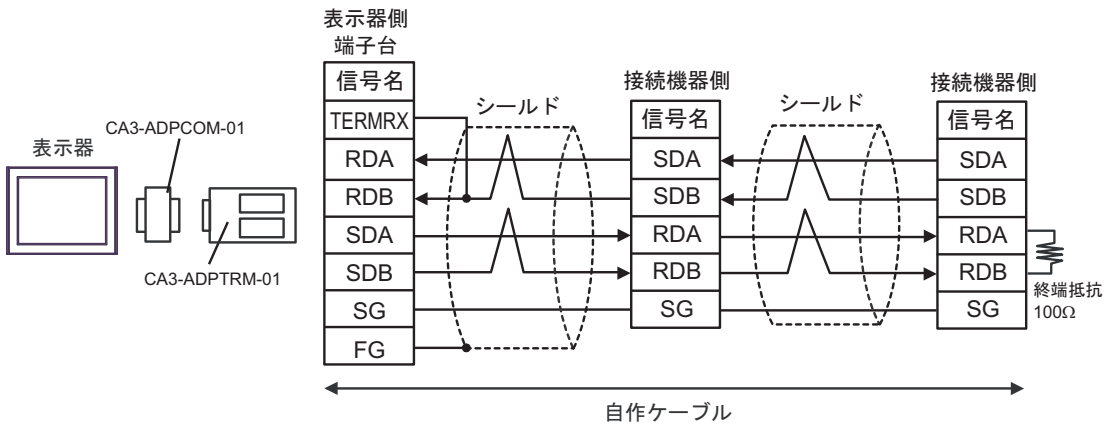 表示器側
端子台
信号名
TERMRX
RDA
RDB
SDA
SDB
SG
FG
表示器
CA3-ADPCOM-01
CA3-ADPTRM-01
シールド
接続機器側
信号名
SDA
SDB
RDA
RDB
SG
シールド
接続機器側
信号名
SDA
SDB
RDA
RDB
SG
終端抵抗
100Ω
自作ケーブル